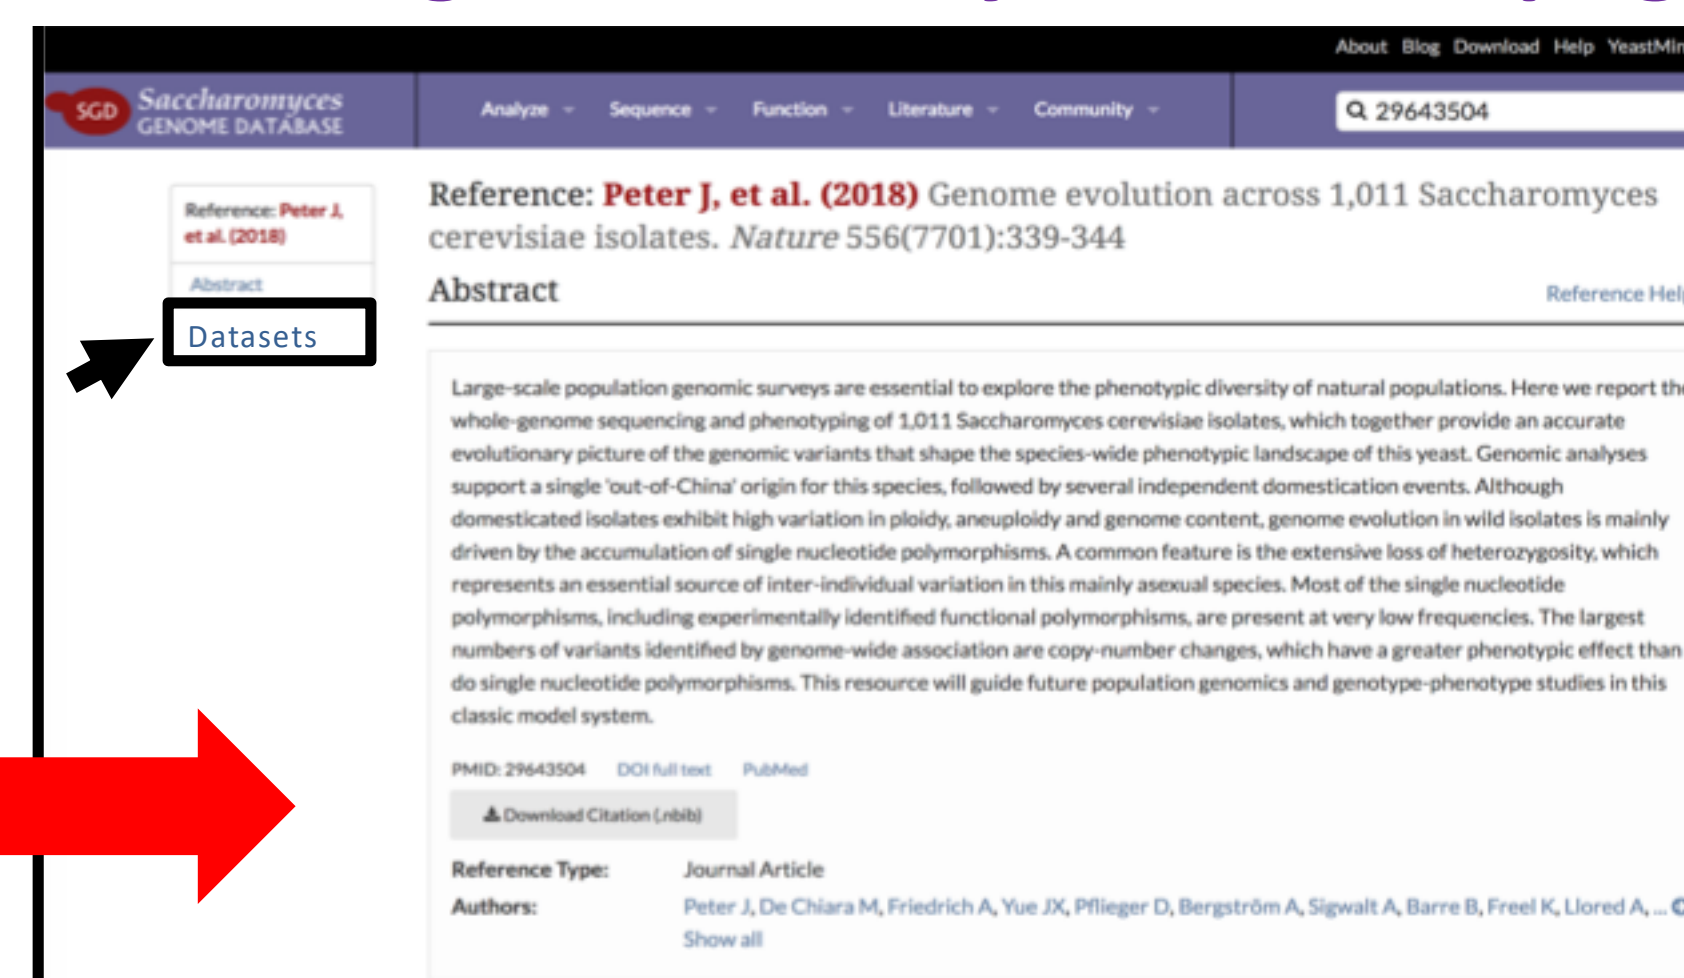 About Blog Download Help
SGD Saccharomyces
GENOME DATABASE
Analyze Sequence Function Literature Community
29643504
Reference: Peter J,
et al. (2018)
Abstract
Datasets
Reference: Peter J, et al. (2018) Genome evolution across 1,011 Saccharomyces
cerevisiae isolates. Nature 556(7701):339-344
Abstract
Reference
Large-scale population genomic surveys are essential to explore the phenotypic diversity of natural populations. Here we report the
whole-genome sequencing and phenotyping of 1,011 Saccharomyces cerevisiae isolates, which together provide an accurate
evolutionary picture of the genomic variants that shape the species-wide phenotypic landscape of this yeast. Genomic analyses
support a single 'out-of-China' origin for this species, followed by several independent domestication events. Although
domesticated isolates exhibit high variation in ploidy, aneuploidy and genome content, genome evolution in wild isolates is mainly
driven by the accumulation of single nucleotide polymorphisms. A common feature is the extensive loss of heterozygosity, which
represents an essential source of inter-individual variation in this mainly asexual species. Most of the single nucleotide
polymorphisms, including experimentally identified functional polymorphisms, are present at very low frequencies. The largest
numbers of variants identified by genome-wide association are copy-number changes, which have a greater phenotypic effect than
do single nucleotide polymorphisms. This resource will guide future population genomics and genotype-phenotype studies in this
classic model system.
PMID: 29643504 DOI full text PubMed
Download Citation (.nbib)
Reference Type: Journal Article
Authors: Peter J, De Chiara M, Friedrich A, Yue JX, Pflieger D, Bergström A, Sigwalt A, Barre B, Freel K, Llored A, ...
Show all